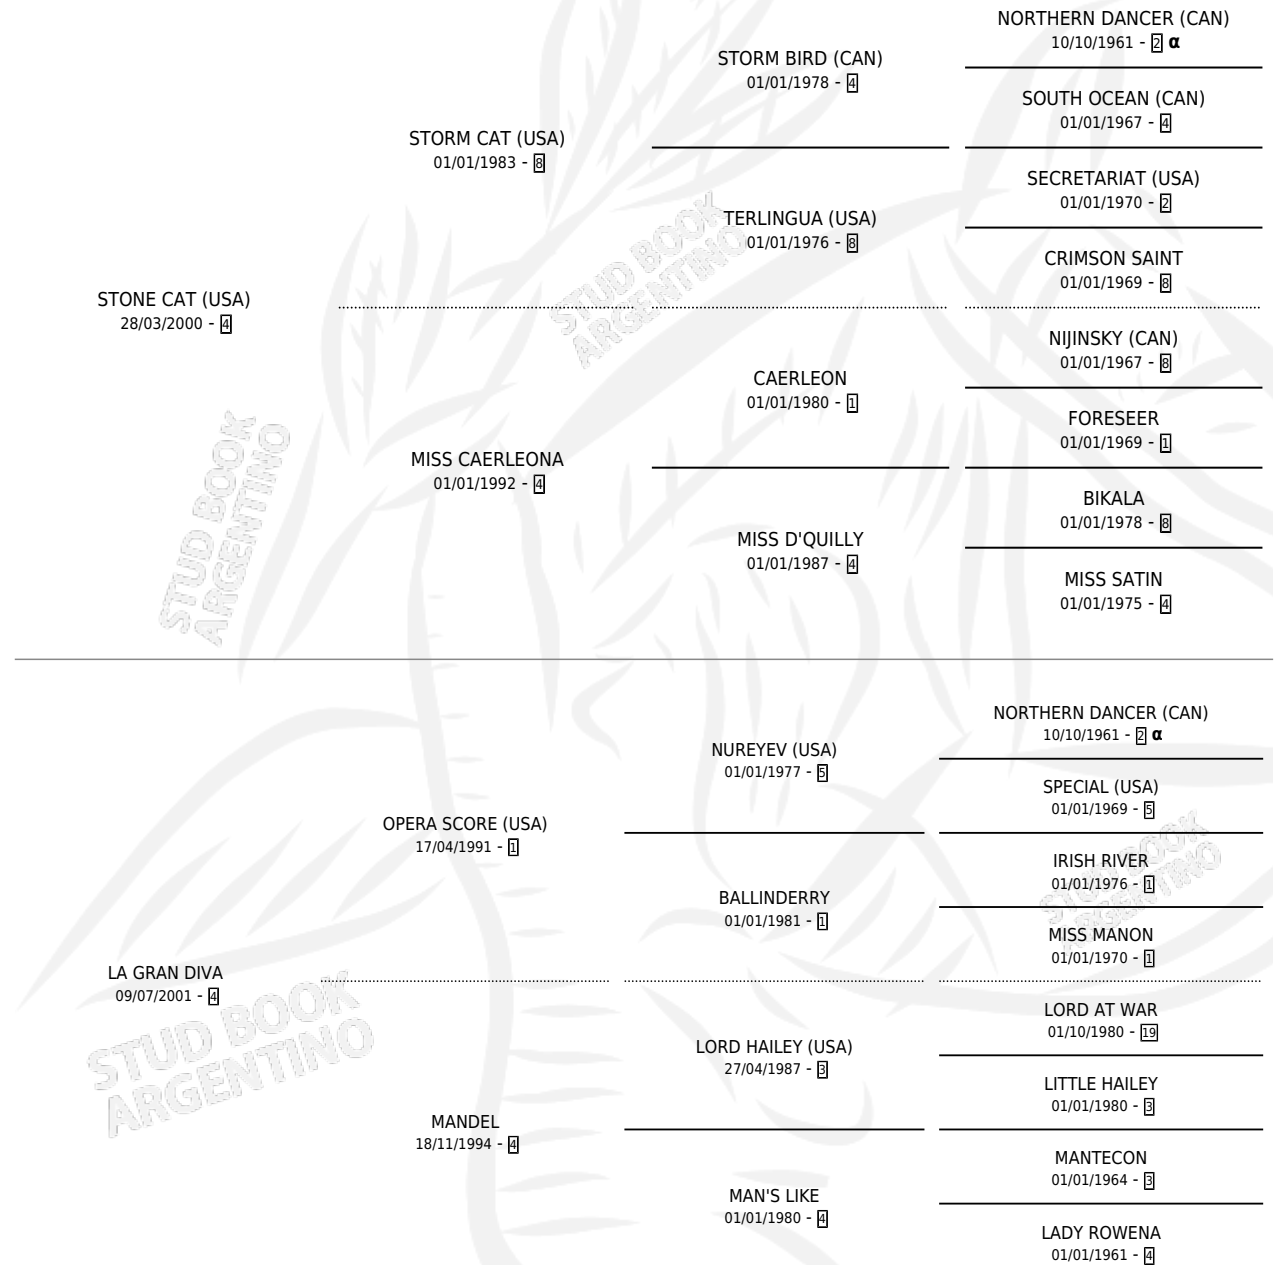 NORTHERN DANCER (CAN)
10/10/1961 - 2 α
STORM BIRD (CAN)
01/01/1978 - 4
SOUTH OCEAN (CAN)
01/01/1967 - 4
STORM CAT (USA)
01/01/1983 - 8
SECRETARIAT (USA)
01/01/1970 - 2
TERLINGUA (USA)
01/01/1976 - 8
CRIMSON SAINT
01/01/1969 - 8
STONE CAT (USA)
28/03/2000 - 4
NIJINSKY (CAN)
01/01/1967 - 8
CAERLEON
01/01/1980 - 1
FORESEER
01/01/1969 - 1
MISS CAERLEONA
01/01/1992 - 4
BIKALA
01/01/1978 - 8
MISS D'QUILLY
01/01/1987 - 4
MISS SATIN
01/01/1975 - 4
NORTHERN DANCER (CAN)
10/10/1961 - 2 α
NUREYEV (USA)
01/01/1977 - 5
SPECIAL (USA)
01/01/1969 - 5
OPERA SCORE (USA)
17/04/1991 - 1
IRISH RIVER
01/01/1976 - 1
BALLINDERRY
01/01/1981 - 1
MISS MANON
01/01/1970 - 1
LA GRAN DIVA
09/07/2001 - 4
LORD AT WAR
01/10/1980 - 19
LORD HAILEY (USA)
27/04/1987 - 3
LITTLE HAILEY
01/01/1980 - 3
MANDEL
18/11/1994 - 4
MANTECON
01/01/1964 - 3
MAN'S LIKE
01/01/1980 - 4
LADY ROWENA
01/01/1961 - 4
STUD BOOK
ARGENTINO
STUD BOOK
ARGENTINO
STUD BOOK
ARGENTINO
STUD BOOK
ARGENTINO